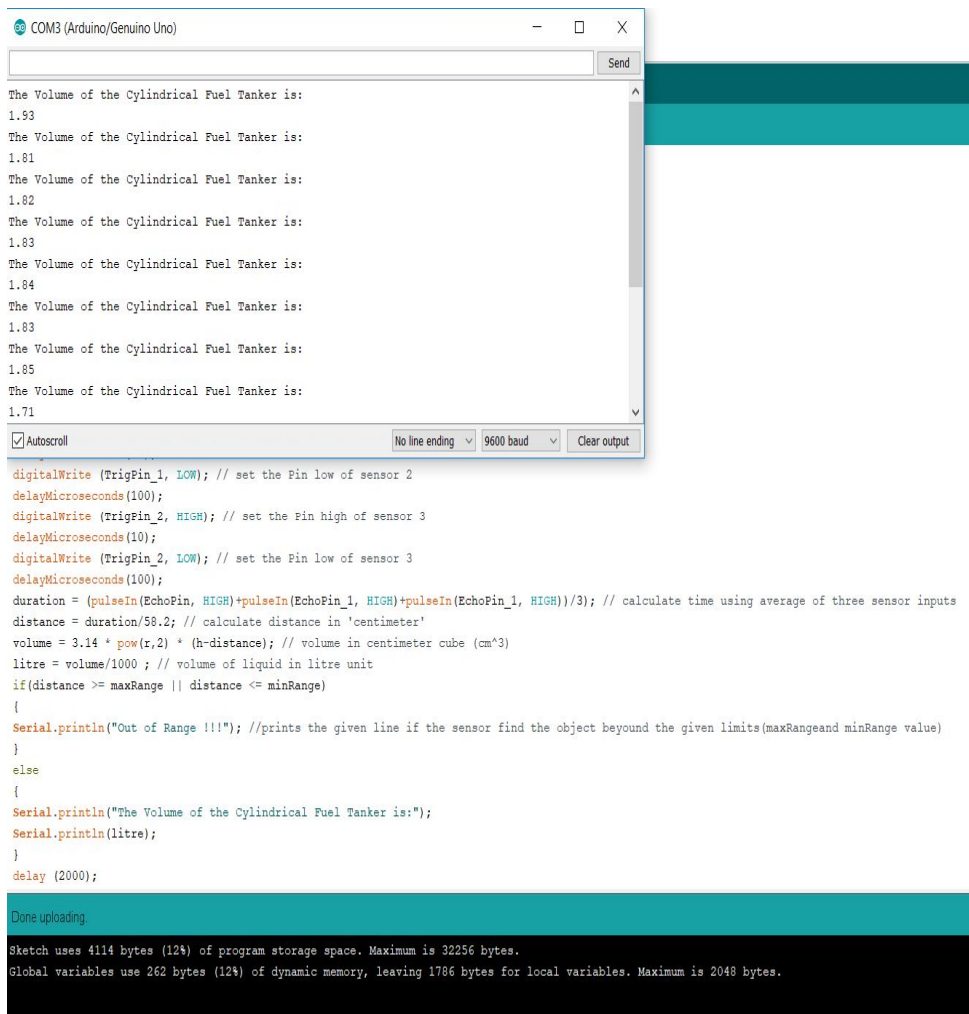 COM3 (Arduino/Genuino Uno)
Send
The Volume of the Cylindrical Fuel Tanker is:
1.93
The Volume of the Cylindrical Fuel Tanker is:
1.81
The Volume of the Cylindrical Fuel Tanker is:
1.82
The Volume of the Cylindrical Fuel Tanker is:
1.83
The Volume of the Cylindrical Fuel Tanker is:
1.84
The Volume of the Cylindrical Fuel Tanker is:
1.83
The Volume of the Cylindrical Fuel Tanker is:
1.85
The Volume of the Cylindrical Fuel Tanker is:
1.71
Autoscroll No line ending 9600 baud Clear output
digitalWrite (TrigPin_1, LOW); // set the Pin low of sensor 2
delayMicroseconds(100);
digitalWrite (TrigPin_2, HIGH); // set the Pin high of sensor 3
delayMicroseconds(10);
digitalWrite (TrigPin_2, LOW); // set the Pin low of sensor 3
delayMicroseconds(100);
duration = (pulseIn(EchoPin, HIGH)+pulseIn(EchoPin_1, HIGH)+pulseIn(EchoPin_1, HIGH))/3); // calculate time using average of three sensor inputs
distance = duration/58.2; // calculate distance in 'centimeter'
volume = 3.14 * pow(r,2) * (h-distance); // volume in centimeter cube (cm^3)
litre = volume/1000 ; // volume of liquid in litre unit
if(distance >= maxRange || distance <= minRange)
{
Serial.println("Out of Range !!!"); //prints the given line if the sensor find the object beyound the given limits(maxRangeand minRange value)
}
else
{
Serial.println("The Volume of the Cylindrical Fuel Tanker is:");
Serial.println(litre);
}
delay (2000);
Done uploading.
Sketch uses 4114 bytes (12%) of program storage space. Maximum is 32256 bytes.
Global variables use 262 bytes (12%) of dynamic memory, leaving 1786 bytes for local variables. Maximum is 2048 bytes.